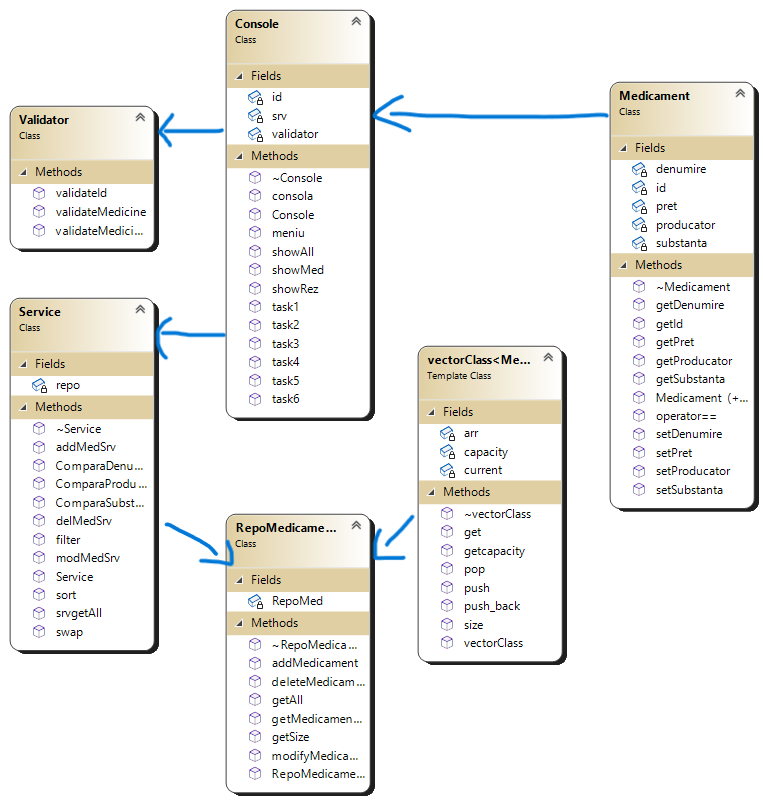 Console
Class
Fields
id
srv
validator
Methods
~Console
consola
Console
meniu
showAll
showMed
showRez
task1
task2
task3
task4
task5
task6
Validator
Class
Methods
validateId
validateMedicine
validateMedici...
Medicament
Class
Fields
denumire
id
pret
producator
substanta
Methods
~Medicament
getDenumire
getId
getPret
getProducator
getSubstanta
Medicament (+...
operator==
setDenumire
setPret
setProducator
setSubstanta
Service
Class
Fields
repo
Methods
~Service
addMedSrv
ComparaDenu...
ComparaProdu...
ComparaSubst...
delMedSrv
filter
modMedSrv
Service
sort
srvgetAll
swap
vectorClass<Me...
Template Class
Fields
arr
capacity
current
Methods
~vectorClass
get
getcapacity
pop
push
push_back
size
vectorClass
RepoMedicame...
Class
Fields
RepoMed
Methods
~RepoMedica...
addMedicament
deleteMedicam...
getAll
getMedicamen...
getSize
modifyMedica...
RepoMedicame...